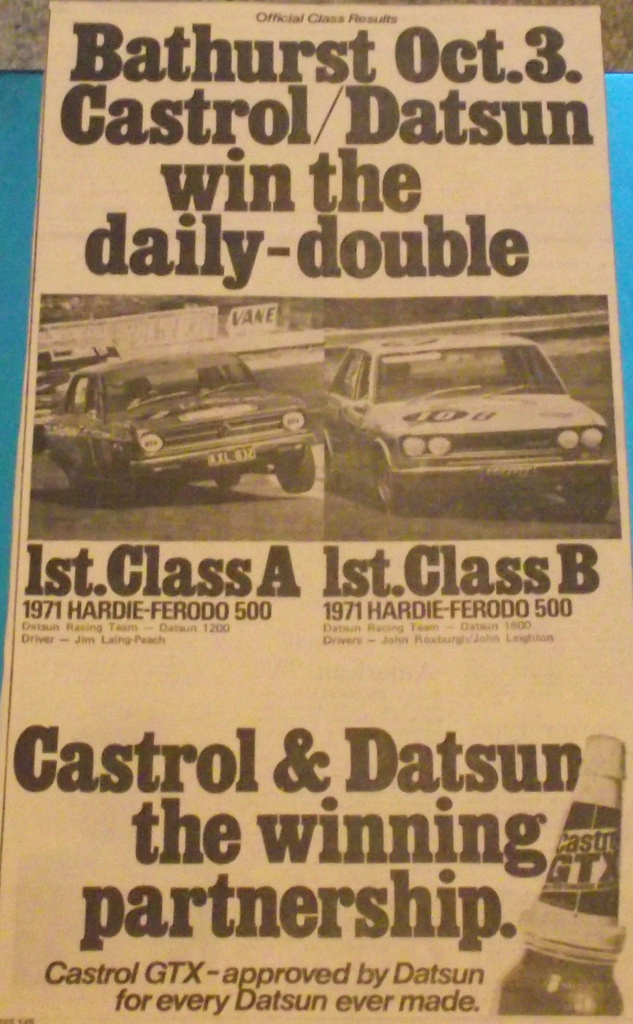 Official Class Results
Bathurst Oct.3.
Castrol/Datsun
win the
daily-double
VANE
10 B
1st.Class A
1971 HARDIE-FERODO 500
Datsun Racing Team — Datsun 1200
Driver — Jim Laing-Peach
1st.Class B
1971 HARDIE-FERODO 500
Datsun Racing Team — Datsun 1600
Drivers — John Roxburgh/John Leighton
Castrol & Datsun
the winning
partnership.
Castrol
GTX
Castrol GTX-approved by Datsun
for every Datsun ever made.